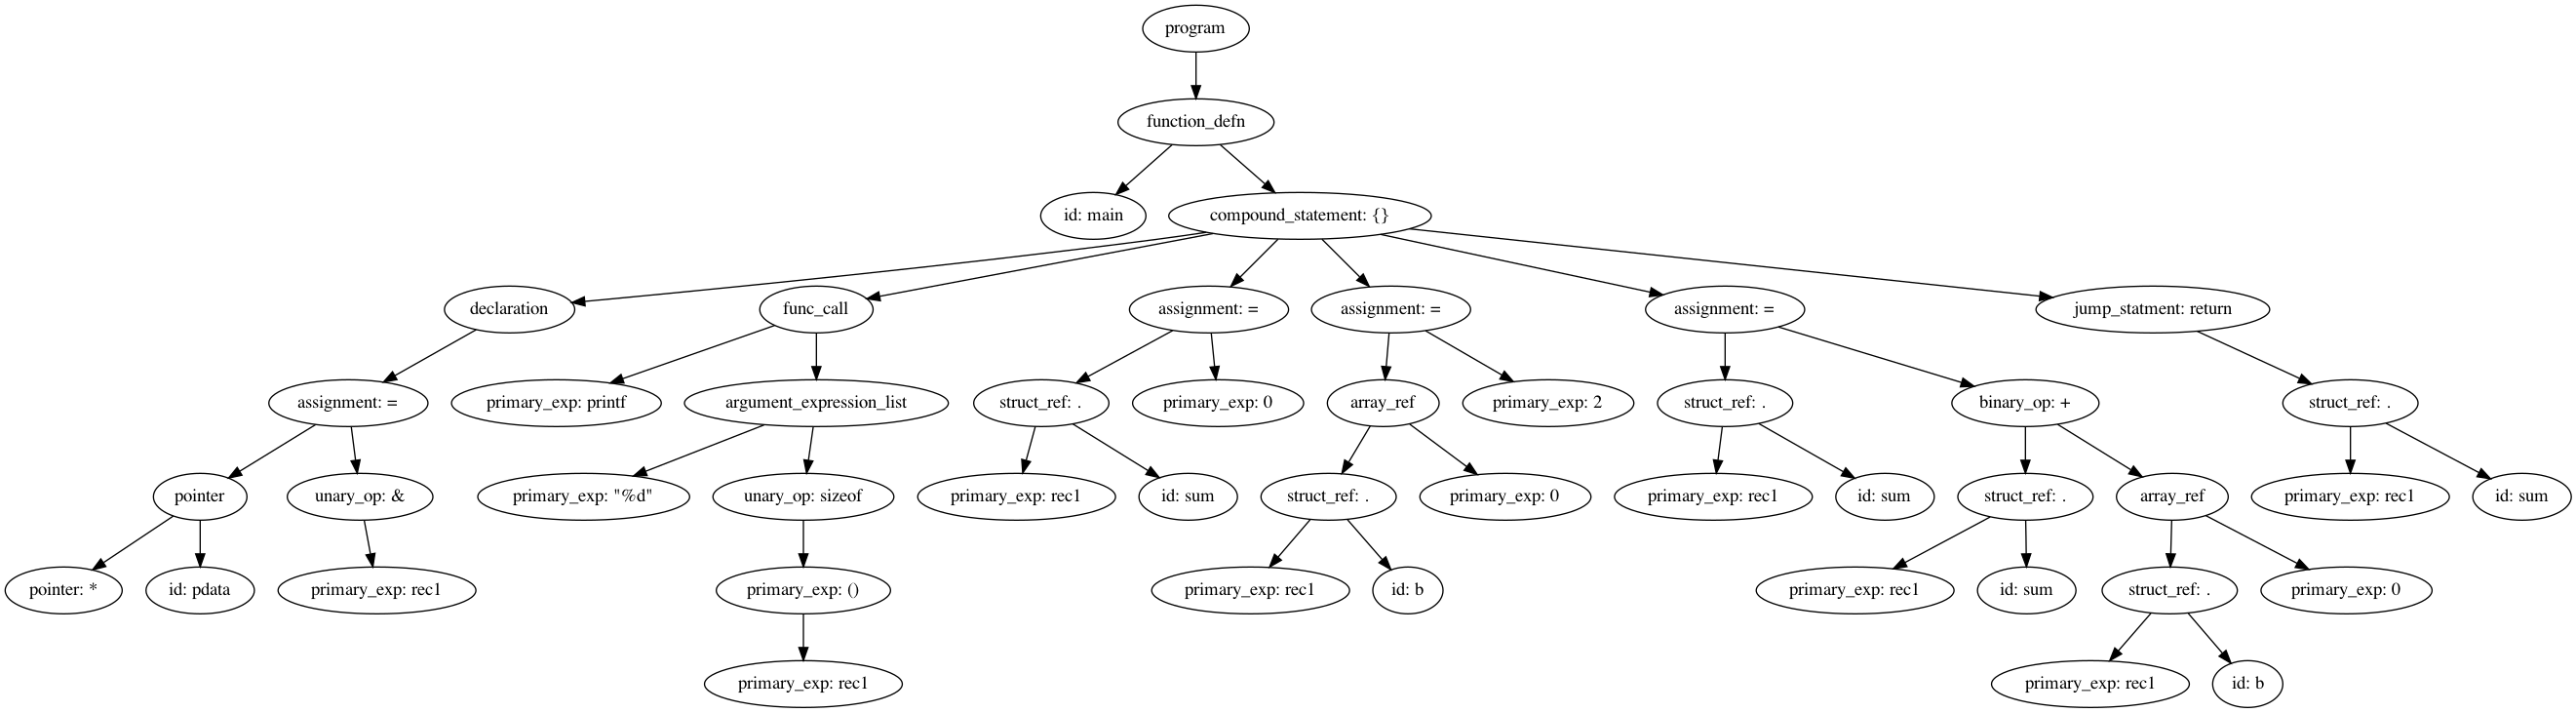 program
function_defn
id: main
compound_statement: {}
declaration
func_call
assignment: =
assignment: =
assignment: =
jump_statment: return
assignment: =
primary_exp: printf
argument_expression_list
struct_ref: .
primary_exp: 0
array_ref
primary_exp: 2
struct_ref: .
binary_op: +
struct_ref: .
pointer
unary_op: &
primary_exp: "%d"
unary_op: sizeof
primary_exp: rec1
id: sum
struct_ref: .
primary_exp: 0
primary_exp: rec1
id: sum
struct_ref: .
array_ref
primary_exp: rec1
id: sum
pointer: *
id: pdata
primary_exp: rec1
primary_exp: ()
primary_exp: rec1
id: b
primary_exp: rec1
id: sum
struct_ref: .
primary_exp: 0
primary_exp: rec1
primary_exp: rec1
id: b